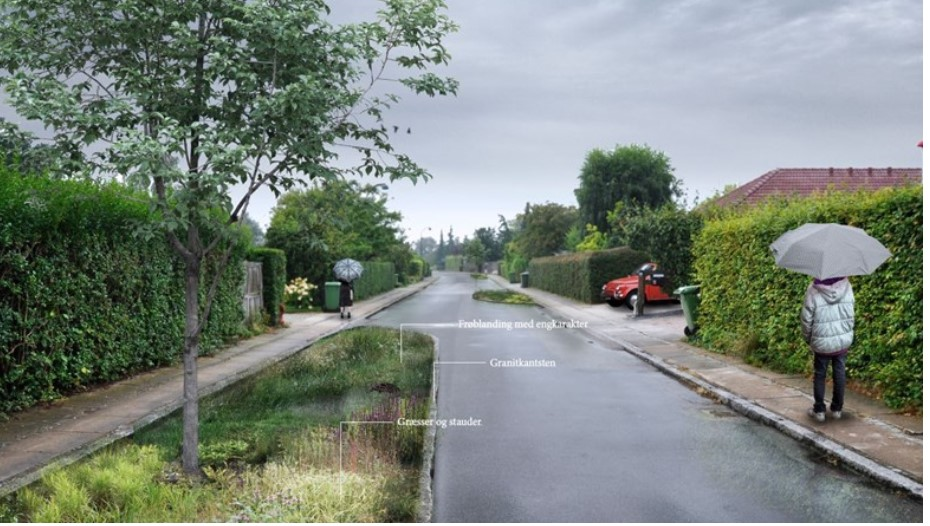 Frøblanding med engkarakter
Granitkantsten
Græsser og stauder